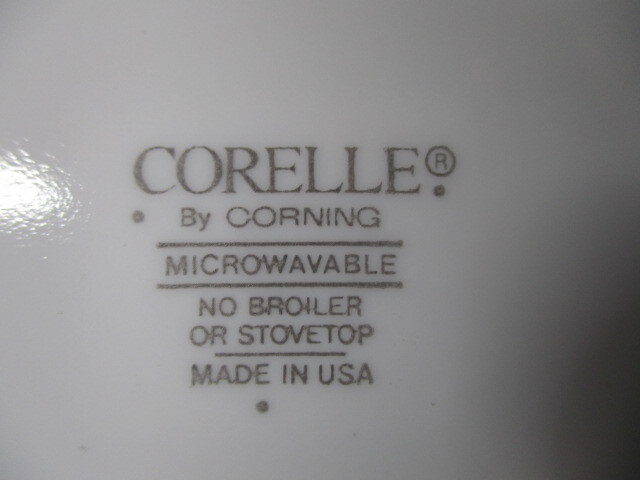 CORELLE®
By CORNING
MICROWAVABLE
NO BROILER
OR STOVETOP
MADE IN USA